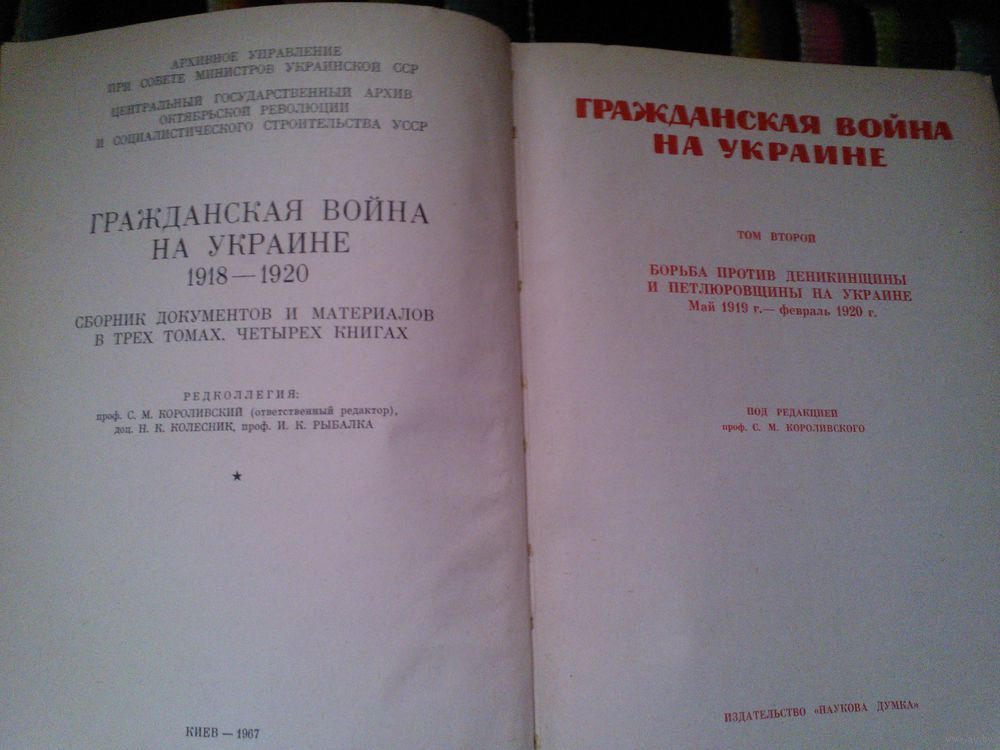 АРХИВНОЕ УПРАВЛЕНИЕ
ПРИ СОВЕТЕ МИНИСТРОВ УКРАИНСКОЙ ССР
ЦЕНТРАЛЬНЫЙ ГОСУДАРСТВЕННЫЙ АРХИВ
ОКТЯБРЬСКОЙ РЕВОЛЮЦИИ
И СОЦИАЛИСТИЧЕСКОГО СТРОИТЕЛЬСТВА УССР
ГРАЖДАНСКАЯ ВОЙНА
НА УКРАИНЕ
1918—1920
СБОРНИК ДОКУМЕНТОВ И МАТЕРИАЛОВ
В ТРЕХ ТОМАХ. ЧЕТЫРЕХ КНИГАХ
РЕДКОЛЛЕГИЯ:
проф. С. М. КОРОЛИВСКИЙ (ответственный редактор),
доц. Н. К. КОЛЕСНИК, проф. И. К. РЫБАЛКА
★
КИЕВ — 1967
ГРАЖДАНСКАЯ ВОЙНА
НА УКРАИНЕ
ТОМ ВТОРОЙ
БОРЬБА ПРОТИВ ДЕНИКИНЩИНЫ
И ПЕТЛЮРОВЩИНЫ НА УКРАИНЕ
Май 1919 г.— февраль 1920 г.
ПОД РЕДАКЦИЕЙ
проф. С. М. КОРОЛИВСКОГО
ИЗДАТЕЛЬСТВО «НАУКОВА ДУМКА»